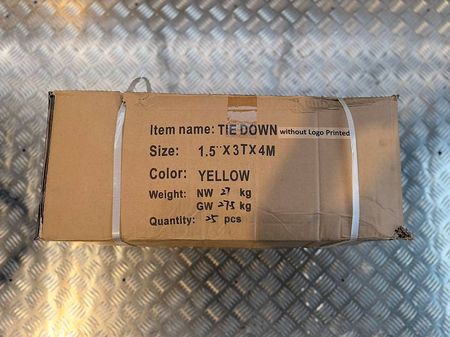 Item name: TIE DOWN without Logo Printed
Size: 1.5¨X3TX4M
Color: YELLOW
Weight: NW 27 kg
GW 27.5 kg
Quantity: 25 pcs